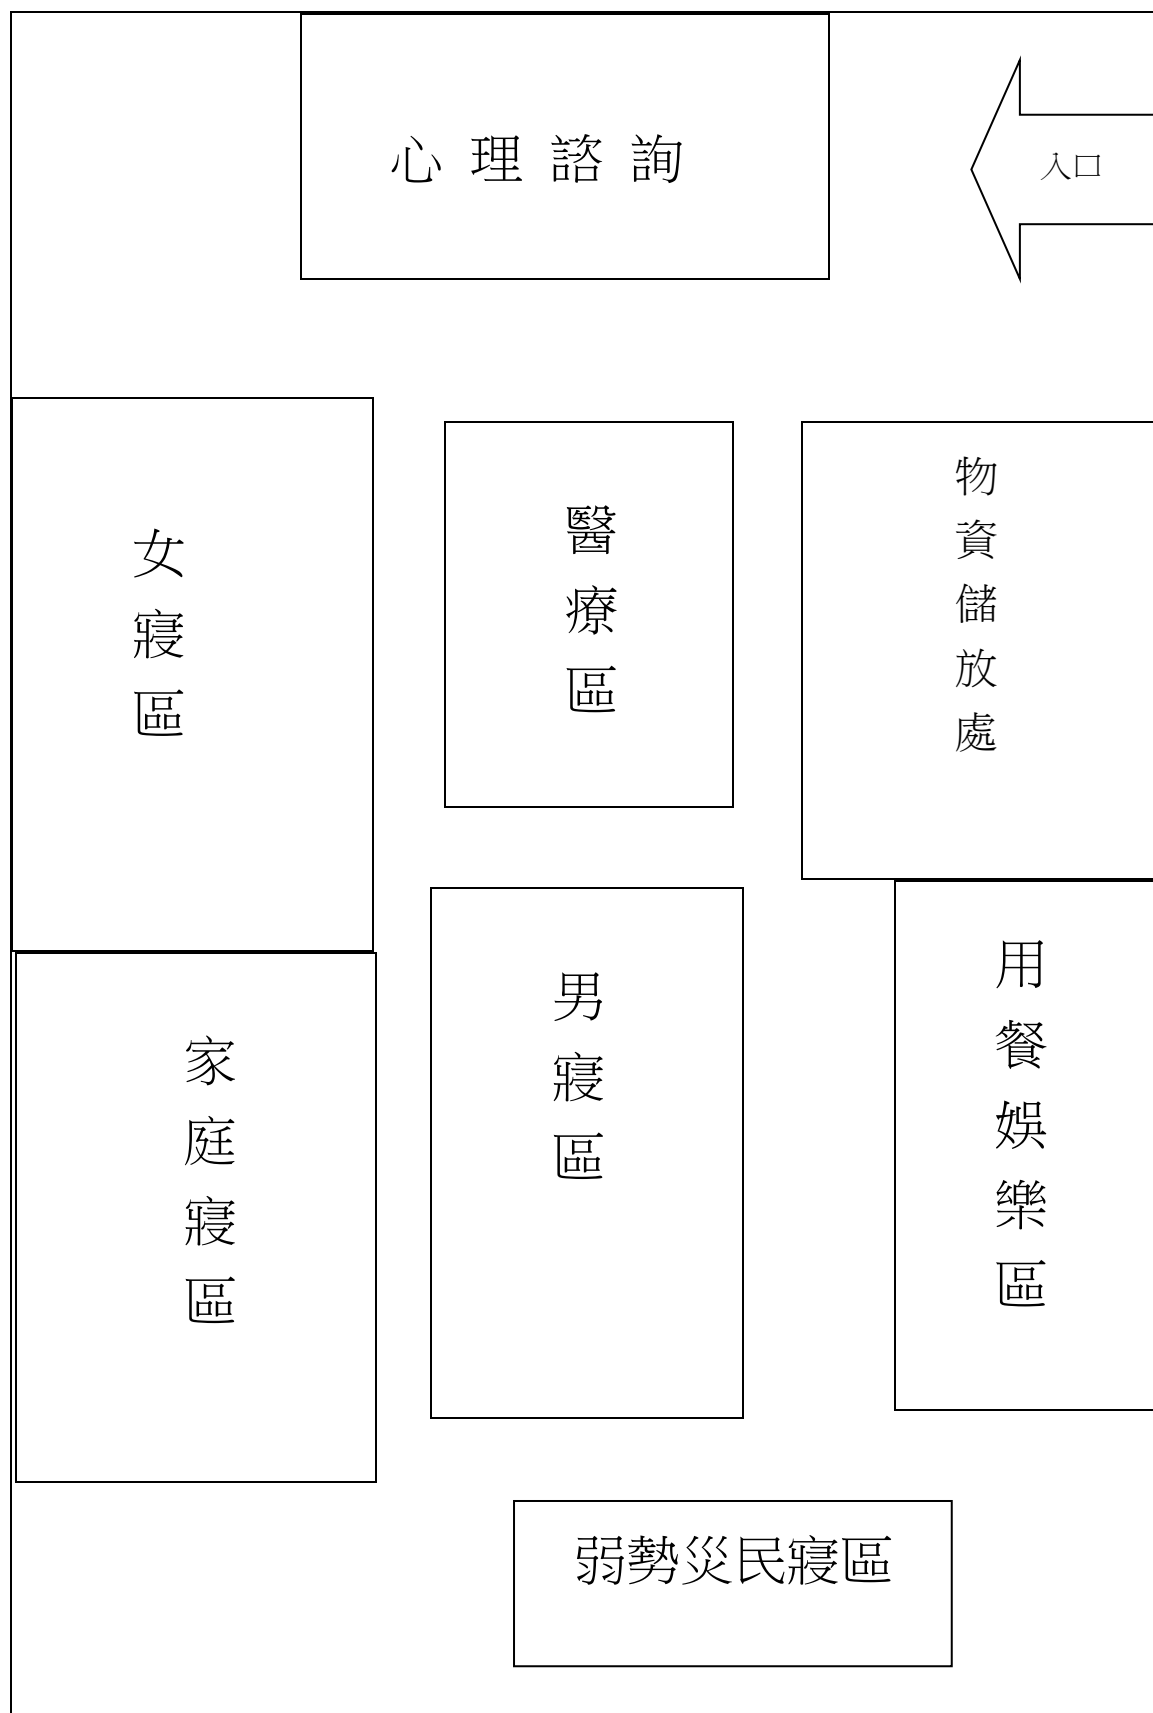 心理諮詢
入口
女寢區
醫療區
物資儲放處
家庭寢區
男寢區
用餐娛樂區
弱勢災民寢區